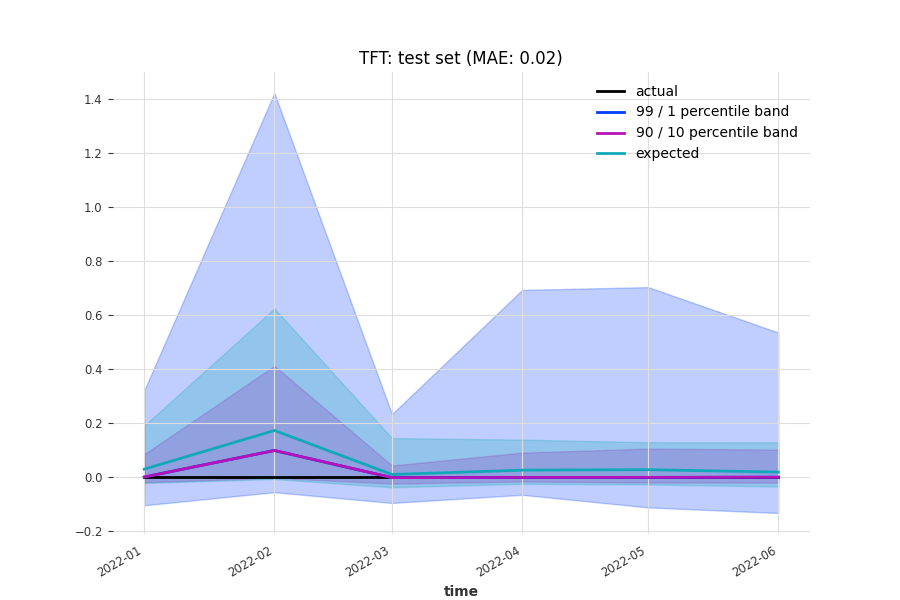 TFT: test set (MAE: 0.02)
actual
99 / 1 percentile band
90 / 10 percentile band
expected
1.4
1.2
1.0
0.8
0.6
0.4
0.2
0.0
−0.2
2022-01
2022-02
2022-03
2022-04
2022-05
2022-06
time